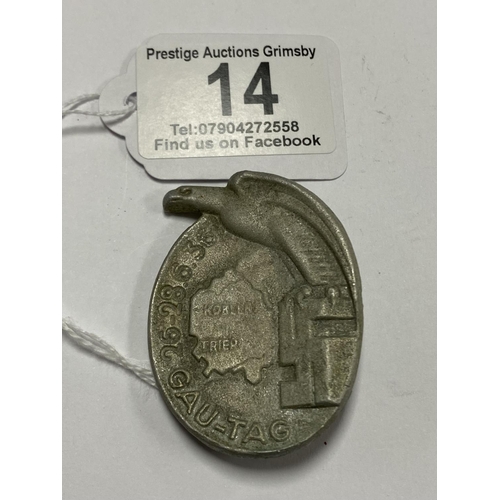 Prestige Auctions Grimsby
14
Tel:07904272558
Find us on Facebook
KOBLENZ
TRIER
GAU-TAG